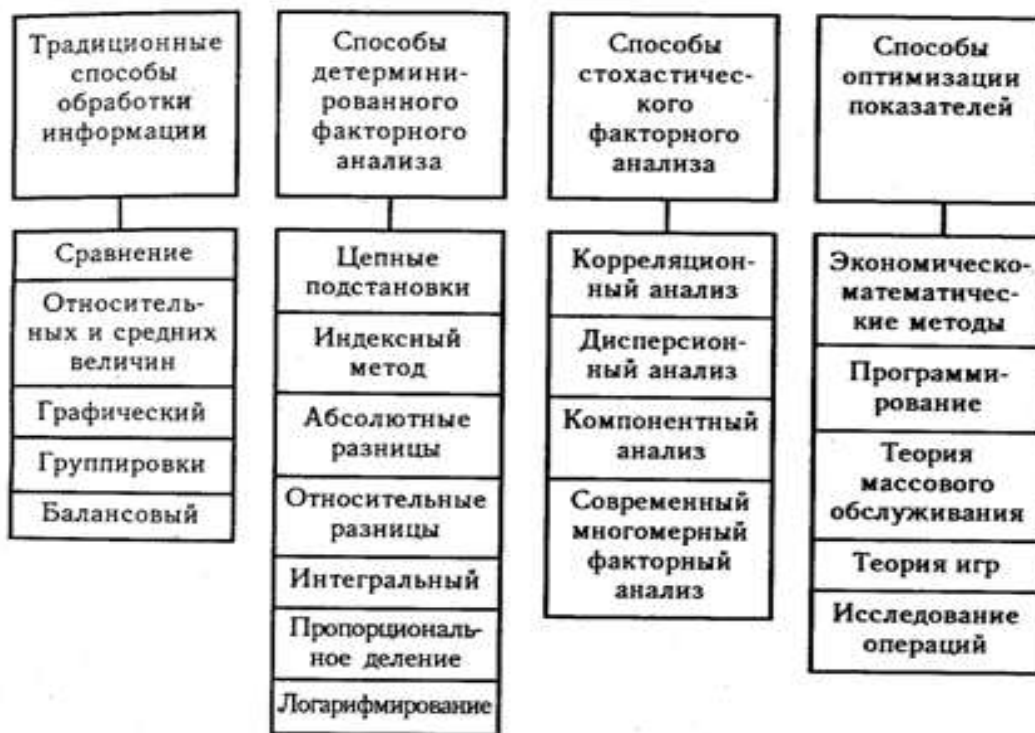 Традиционные
способы
обработки
информации
Сравнение
Относитель-
ных и средних
величин
Графический
Группировки
Балансовый
Способы
детермини-
рованного
факторного
анализа
Цепные
подстановки
Индексный
метод
Абсолютные
разницы
Относительные
разницы
Интегральный
Пропорциональ-
ное деление
Логарифмирование
Способы
стохастичес-
кого
факторного
анализа
Корреляцион-
ный анализ
Дисперсион-
ный анализ
Компонентный
анализ
Современный
многомерный
факторный
анализ
Способы
оптимизации
показателей
Экономическо-
математичес-
кие методы
Программи-
рование
Теория
массового
обслуживания
Теория игр
Исследование
операций